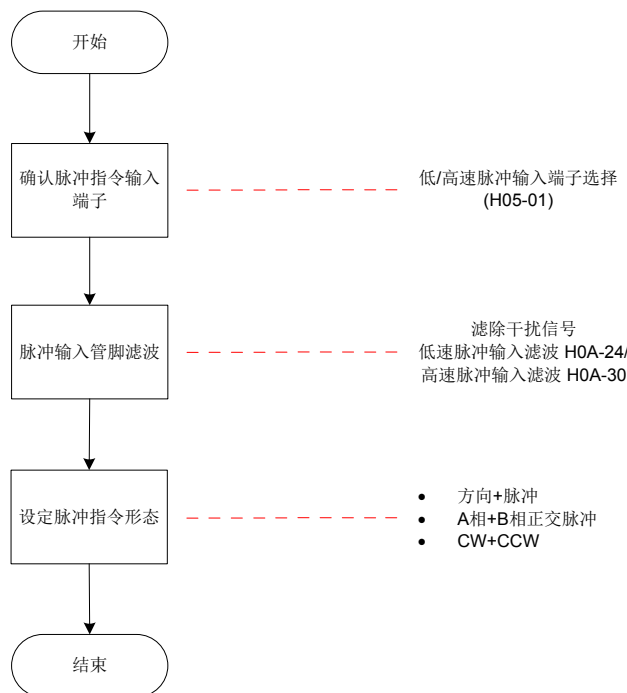 开始
确认脉冲指令输入
端子
低/高速脉冲输入端子选择
(H05-01)
脉冲输入管脚滤波
滤除干扰信号
低速脉冲输入滤波 H0A-24/
高速脉冲输入滤波 H0A-30
设定脉冲指令形态
• 方向+脉冲
• A相+B相正交脉冲
• CW+CCW
结束